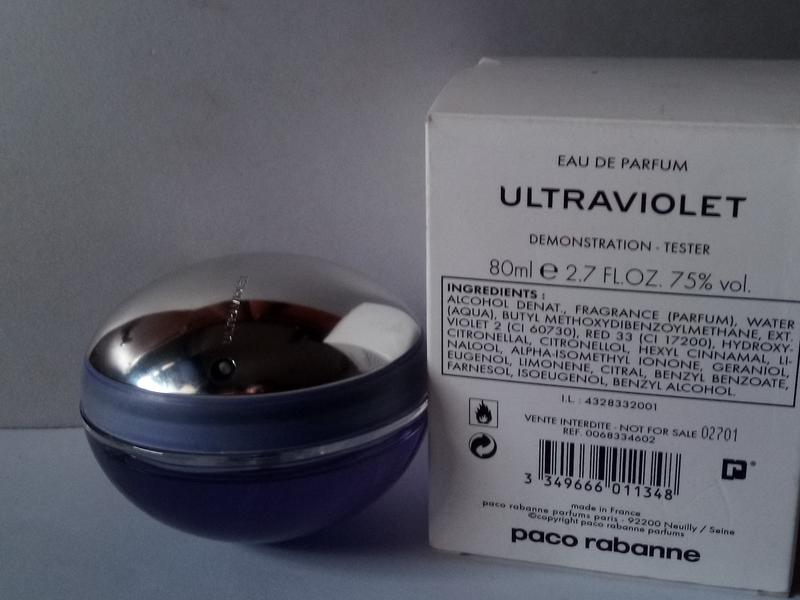 EAU DE PARFUM
ULTRAVIOLET
DEMONSTRATION - TESTER
80ml e 2.7 FL.OZ. 75% vol.
INGREDIENTS :
ALCOHOL DENAT., FRAGRANCE (PARFUM), WATER
(AQUA), BUTYL METHOXYDIBENZOYLMETHANE, EXT.
VIOLET 2 (CI 60730), RED 33 (CI 17200), HYDROXY-
CITRONELLAL, CITRONELLOL, HEXYL CINNAMAL, LI-
NALOOL, ALPHA-ISOMETHYL IONONE, GERANIOL,
EUGENOL, LIMONENE, CITRAL, BENZYL BENZOATE,
FARNESOL, ISOEUGENOL, BENZYL ALCOHOL.
I.L. : 4328332001
VENTE INTERDITE - NOT FOR SALE 02701
REF. 0068334602
3 349666 011348
made in France
paco rabanne parfums paris - 92200 Neuilly / Seine
©copyright paco rabanne parfums
paco rabanne